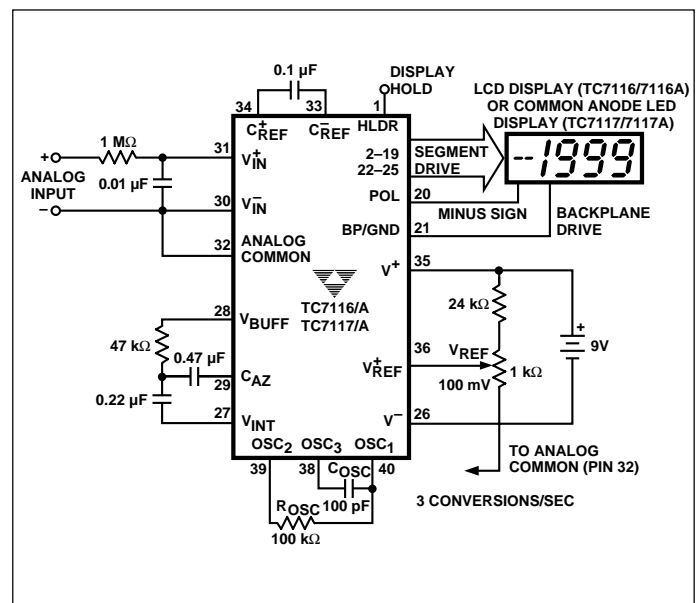 0.1 µF
DISPLAY
HOLD
LCD DISPLAY (TC7116/7116A)
OR COMMON ANODE LED
DISPLAY (TC7117/7117A)
34
33
1
C+REF
C–REF
HLDR
1 MΩ
31
V+IN
2–19
22–25
SEGMENT
DRIVE
-1999
+
ANALOG
INPUT
–
0.01 µF
30
V–IN
POL
20
MINUS SIGN
BP/GND
21
BACKPLANE
DRIVE
32
ANALOG
COMMON
V+
35
TC7116/A
TC7117/A
24 kΩ
+
9V
28
VBUFF
47 kΩ
0.47 µF
36
V+REF
VREF
100 mV
1 kΩ
29
CAZ
0.22 µF
27
VINT
V–
26
OSC2
OSC3
OSC1
39
38
40
COSC
100 pF
ROSC
100 kΩ
TO ANALOG
COMMON (PIN 32)
3 CONVERSIONS/SEC